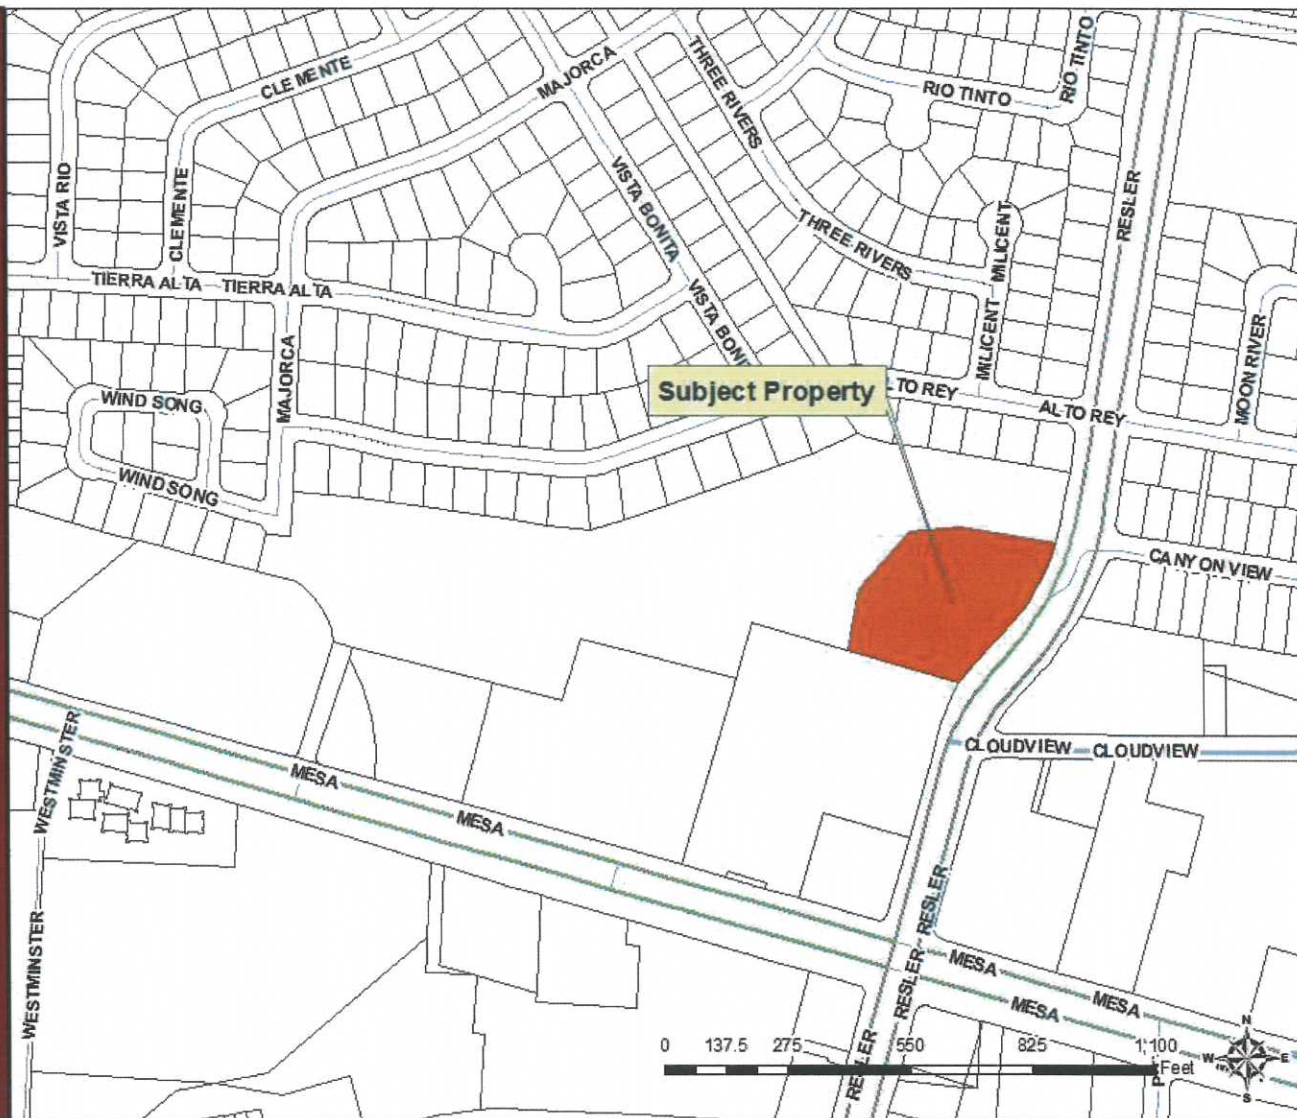 CLEMENTE
MAJORCA
THREE RIVERS
RIO TINTO
RIO TINTO
VISTA RIO
CLEMENTE
VISTA BONITA
THREE RIVERS
MILICENT
RESLER
TIERRA ALTA
TIERRA ALTA
VISTA BONI
MILICENT
MOON RIVER
MAJORCA
Subject Property
LTO REY
ALTO REY
WIND SONG
WIND SONG
CANYON VIEW
WESTMINSTER
MESA
MESA
CLOUDVIEW
CLOUDVIEW
RESLER
WESTMINSTER
RESLER
MESA
MESA
MESA
RESLER
N
W
E
S
0 137.5 275 550 825 1,100
Feet
P